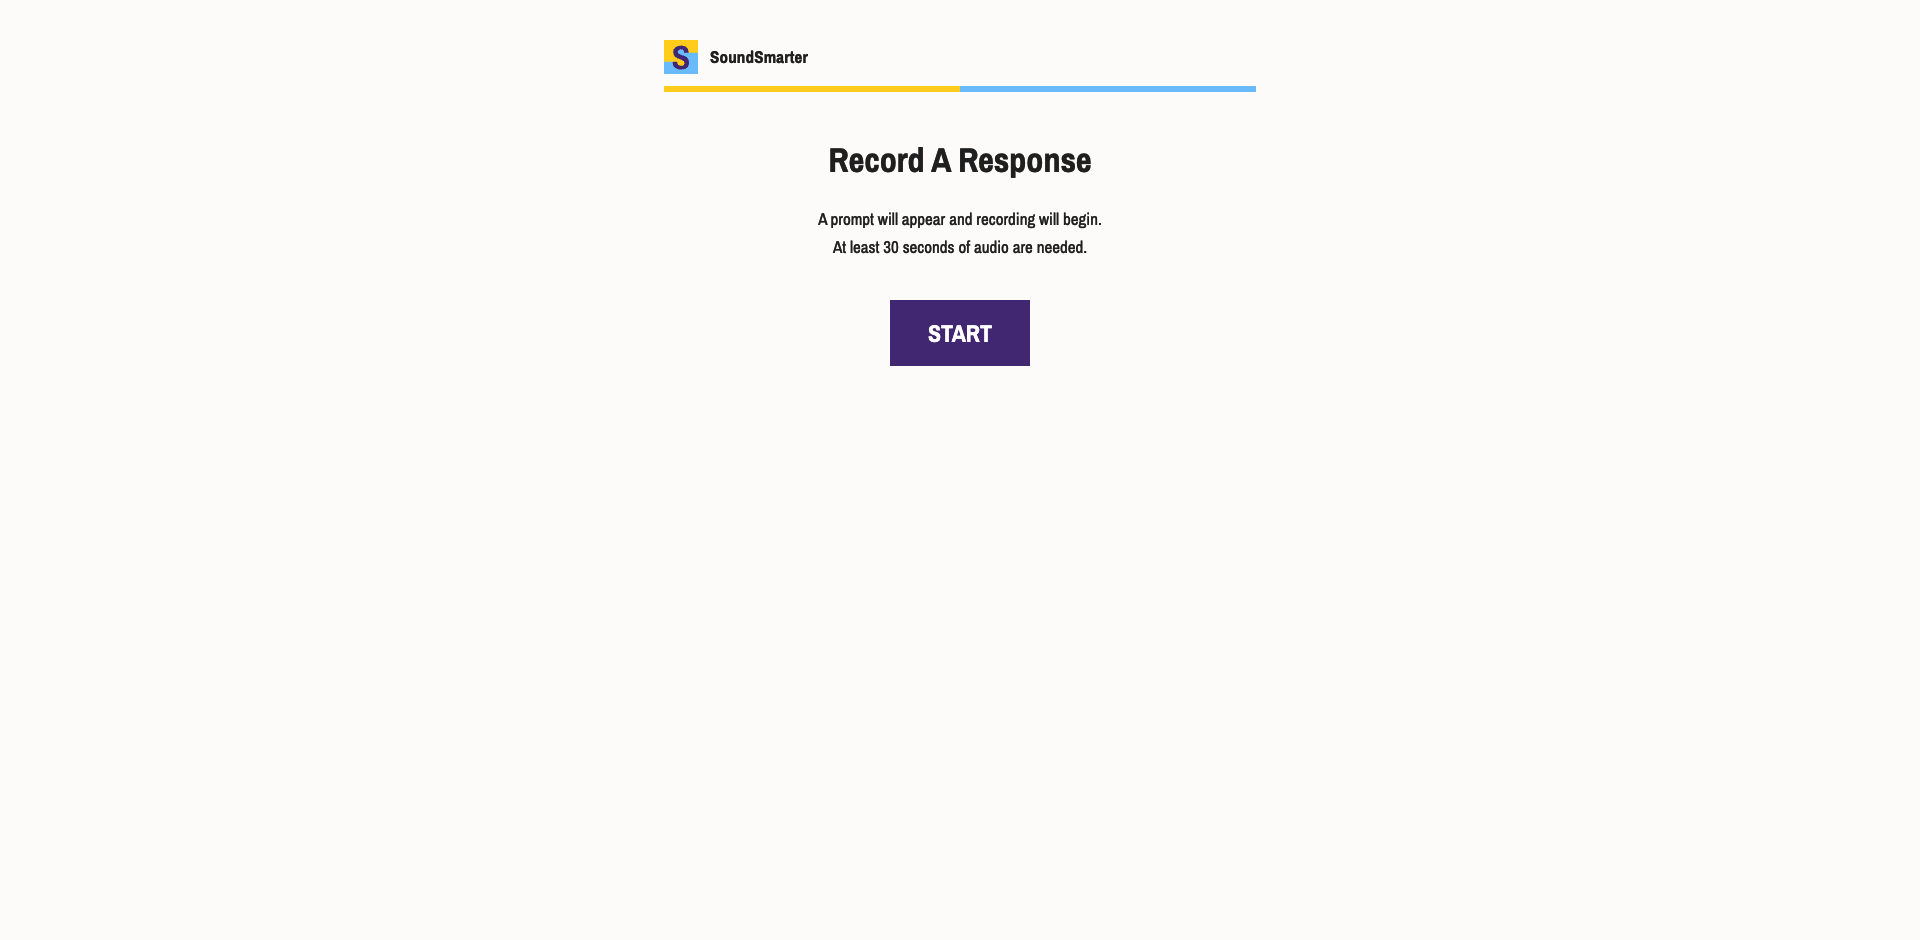 S SoundSmarter
Record A Response
A prompt will appear and recording will begin.
At least 30 seconds of audio are needed.
START